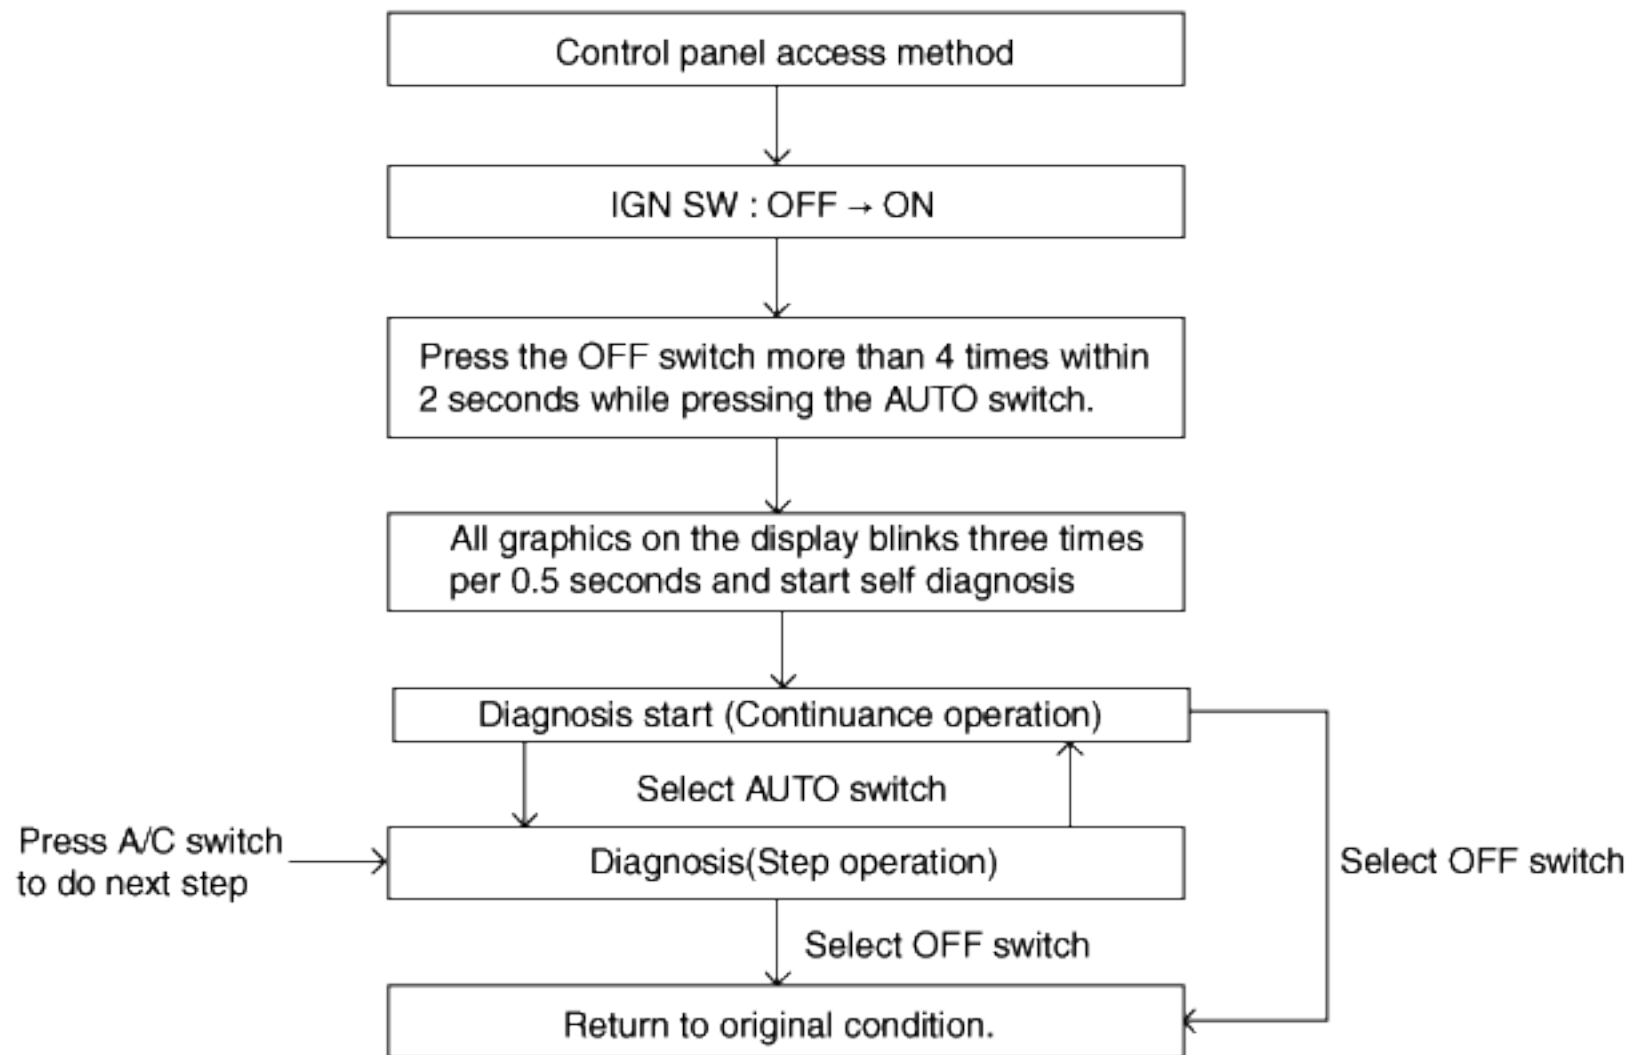 Control panel access method
IGN SW : OFF → ON
Press the OFF switch more than 4 times within
2 seconds while pressing the AUTO switch.
All graphics on the display blinks three times
per 0.5 seconds and start self diagnosis
Diagnosis start (Continuance operation)
Select AUTO switch
Press A/C switch
to do next step
Diagnosis(Step operation)
Select OFF switch
Select OFF switch
Return to original condition.